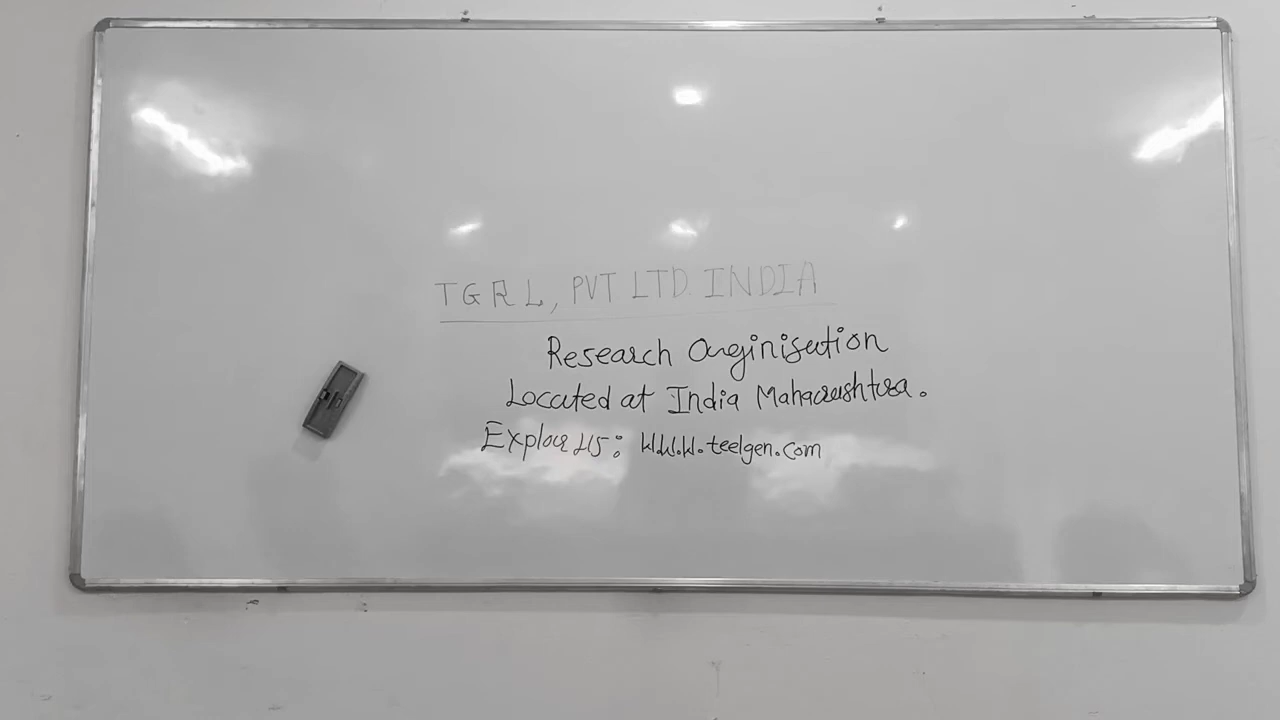 TGRL, PVT LTD. INDIA
Research Orginisation
Located at India Maharashtra.
Explore us: www.teelgen.com